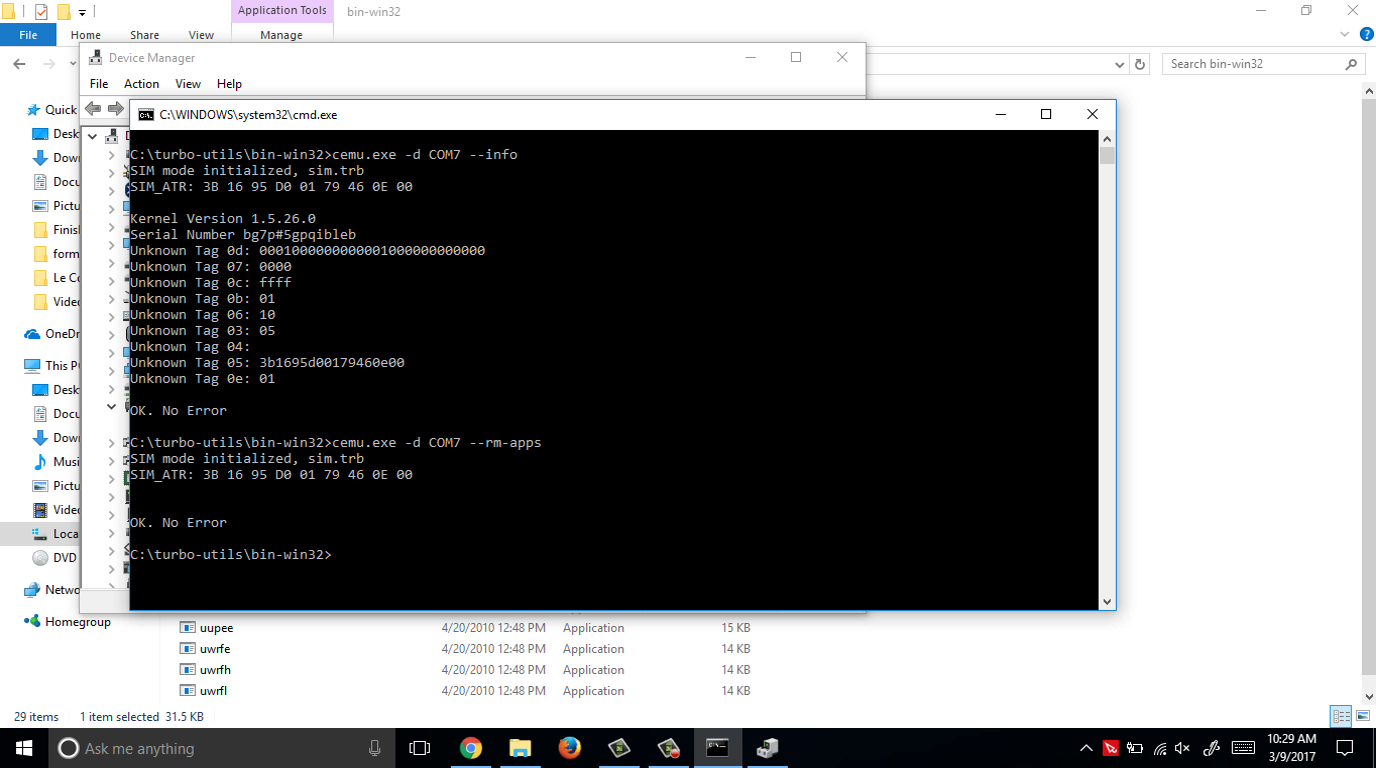 Application Tools
bin-win32
File
Home
Share
View
Manage
Search bin-win32
Device Manager
File
Action
View
Help
C:\WINDOWS\system32\cmd.exe
C:\turbo-utils\bin-win32>cemu.exe -d COM7 --info
SIM mode initialized, sim.trb
SIM_ATR: 3B 16 95 D0 01 79 46 0E 00
Kernel Version 1.5.26.0
Serial Number bg7p#5gpqibleb
Unknown Tag 0d: 0001000000000001000000000000
Unknown Tag 07: 0000
Unknown Tag 0c: ffff
Unknown Tag 0b: 01
Unknown Tag 06: 10
Unknown Tag 03: 05
Unknown Tag 04:
Unknown Tag 05: 3b1695d00179460e00
Unknown Tag 0e: 01
OK. No Error
C:\turbo-utils\bin-win32>cemu.exe -d COM7 --rm-apps
SIM mode initialized, sim.trb
SIM_ATR: 3B 16 95 D0 01 79 46 0E 00
OK. No Error
C:\turbo-utils\bin-win32>
Quick
Desk
Down
Docu
Pictu
Finish
form
Le Co
Video
OneDr
This P
Desk
Docu
Down
Musi
Pictu
Video
Loca
DVD
Netwo
Homegroup
uupee 4/20/2010 12:48 PM Application 15 KB
uwrfe 4/20/2010 12:48 PM Application 14 KB
uwrfh 4/20/2010 12:48 PM Application 14 KB
uwrfl 4/20/2010 12:48 PM Application 14 KB
29 items 1 item selected 31.5 KB
Ask me anything
10:29 AM
3/9/2017